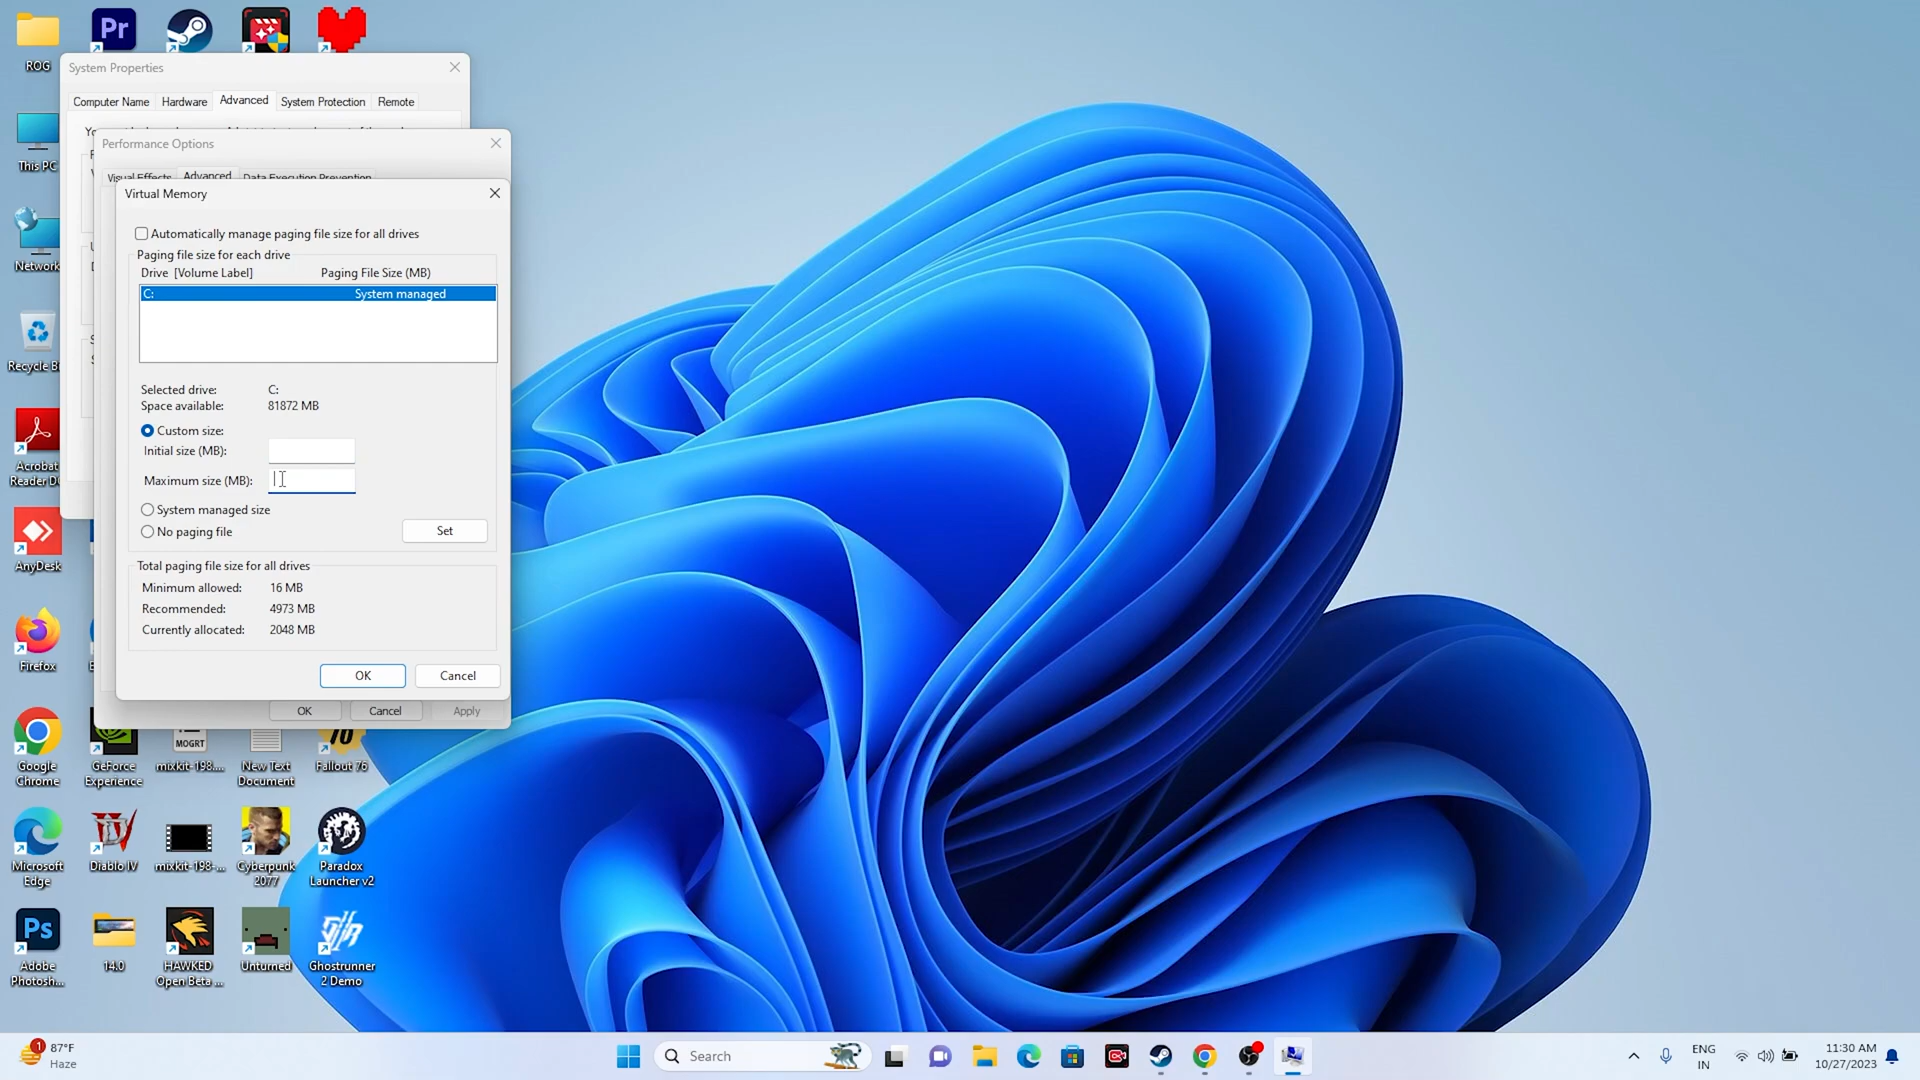 Pr
ROG
System Properties
Computer Name Hardware Advanced System Protection Remote
This PC
Performance Options
Visual Effects Advanced Data Execution Prevention
Virtual Memory
Automatically manage paging file size for all drives
Paging file size for each drive
Drive [Volume Label] Paging File Size (MB)
C: System managed
Network
Recycle Bi
Selected drive: C:
Space available: 81872 MB
Custom size:
Initial size (MB):
Maximum size (MB):
System managed size
No paging file
Set
Acrobat
Reader DC
AnyDesk
Total paging file size for all drives
Minimum allowed: 16 MB
Recommended: 4973 MB
Currently allocated: 2048 MB
Firefox
OK Cancel
OK Cancel Apply
MOGRT
Google
Chrome
GeForce
Experience
mixkit-198....
New Text
Document
Fallout 76
Microsoft
Edge
Diablo IV
mixkit-198-...
Cyberpunk
2077
Paradox
Launcher v2
Ps
Adobe
Photosh...
14.0
HAWKED
Open Beta ...
Unturned
Ghostrunner
2 Demo
1
87°F
Haze
Search
ENG
IN
11:30 AM
10/27/2023